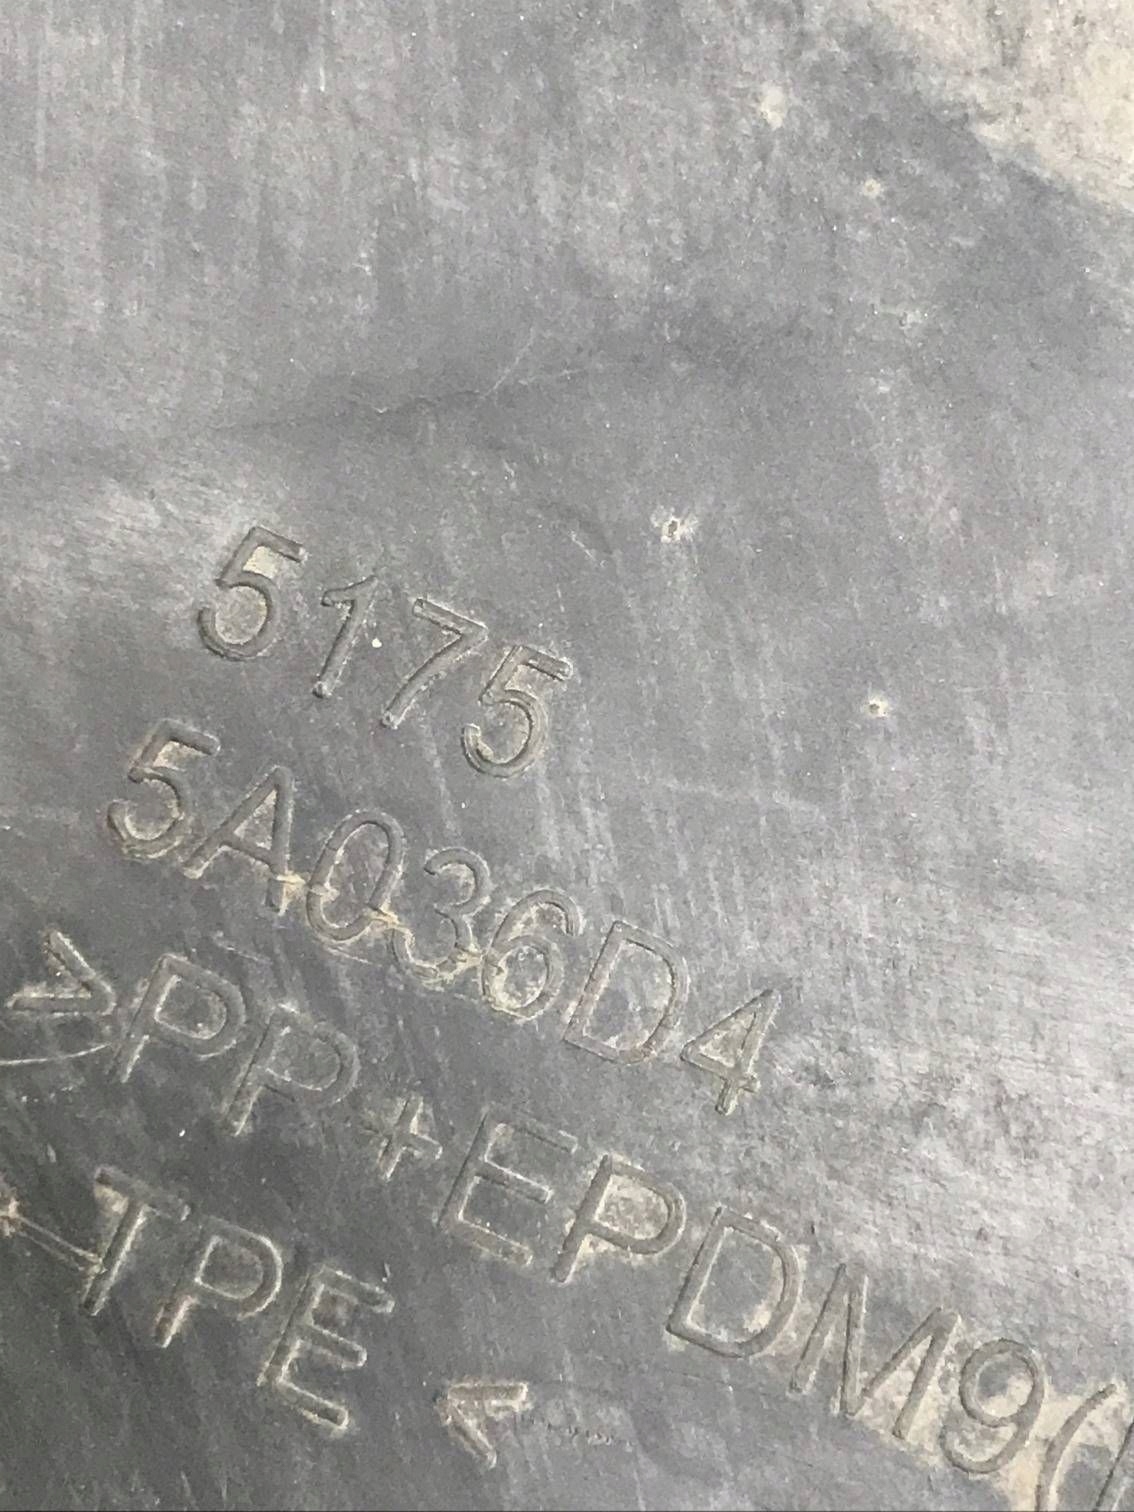 5175
5A036D4
>PP+EPDM9(
-TPE<